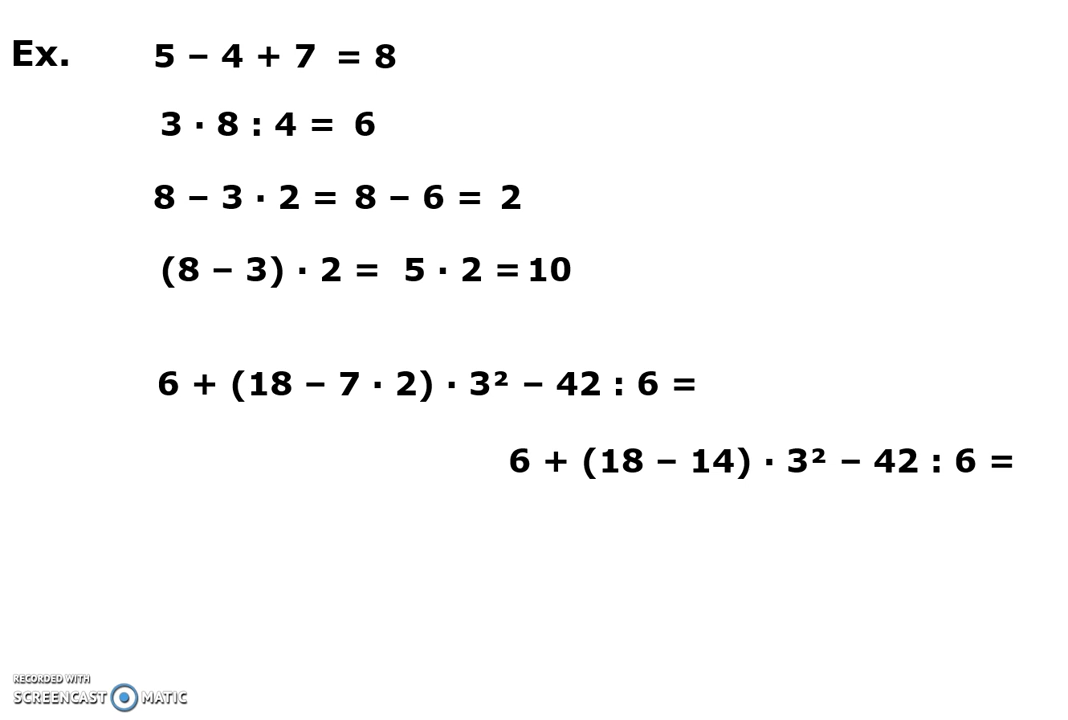 Ex. 5 – 4 + 7 = 8
3 · 8 : 4 = 6
8 – 3 · 2 = 8 – 6 = 2
(8 – 3) · 2 = 5 · 2 = 10
6 + (18 – 7 · 2) · 3² – 42 : 6 =
6 + (18 – 14) · 3² – 42 : 6 =
RECORDED WITH
SCREENCAST MATIC